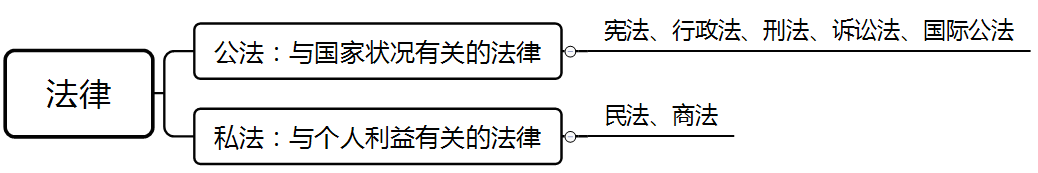 法律
公法：与国家状况有关的法律
宪法、行政法、刑法、诉讼法、国际公法
私法：与个人利益有关的法律
民法、商法